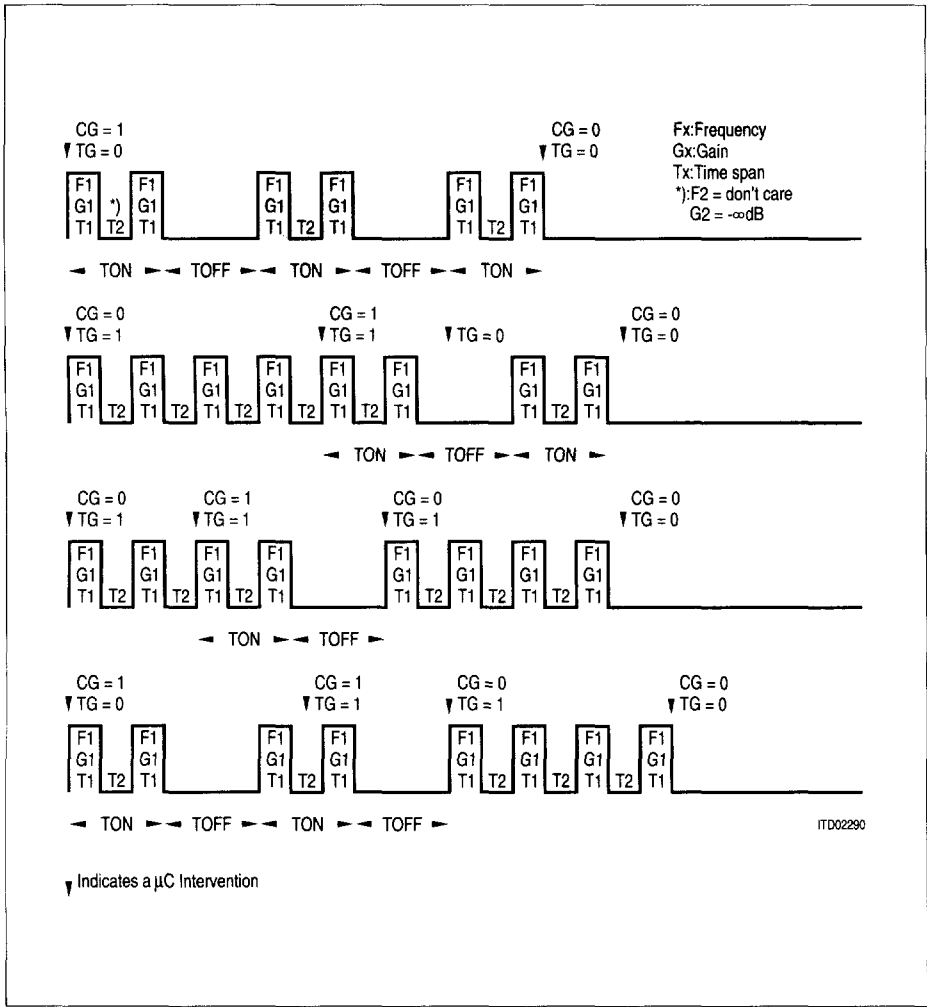 CG = 1 CG = 0 Fx:Frequency
TG = 0 TG = 0 Gx:Gain
Tx:Time span
F1 F1 F1 F1 F1 F1 *):F2 = don't care
G1 *) G1 G1 G1 G1 G1 G2 = -∞dB
T1 T2 T1 T1 T2 T1 T1 T2 T1
TON TOFF TON TOFF TON
CG = 0 CG = 1 CG = 0
TG = 1 TG = 1 TG = 0 TG = 0
F1 F1 F1 F1 F1 F1 F1 F1
G1 G1 G1 G1 G1 G1 G1 G1
T1 T2 T1 T2 T1 T2 T1 T2 T1 T2 T1 T1 T2 T1
TON TOFF TON
CG = 0 CG = 1 CG = 0 CG = 0
TG = 1 TG = 1 TG = 1 TG = 0
F1 F1 F1 F1 F1 F1 F1 F1
G1 G1 G1 G1 G1 G1 G1 G1
T1 T2 T1 T2 T1 T2 T1 T1 T2 T1 T2 T1 T2 T1
TON TOFF
CG = 1 CG = 1 CG = 0 CG = 0
TG = 0 TG = 1 TG = 1 TG = 0
F1 F1 F1 F1 F1 F1 F1 F1
G1 G1 G1 G1 G1 G1 G1 G1
T1 T2 T1 T1 T2 T1 T1 T2 T1 T2 T1 T2 T1
TON TOFF TON TOFF
ITD02290
Indicates a µC Intervention